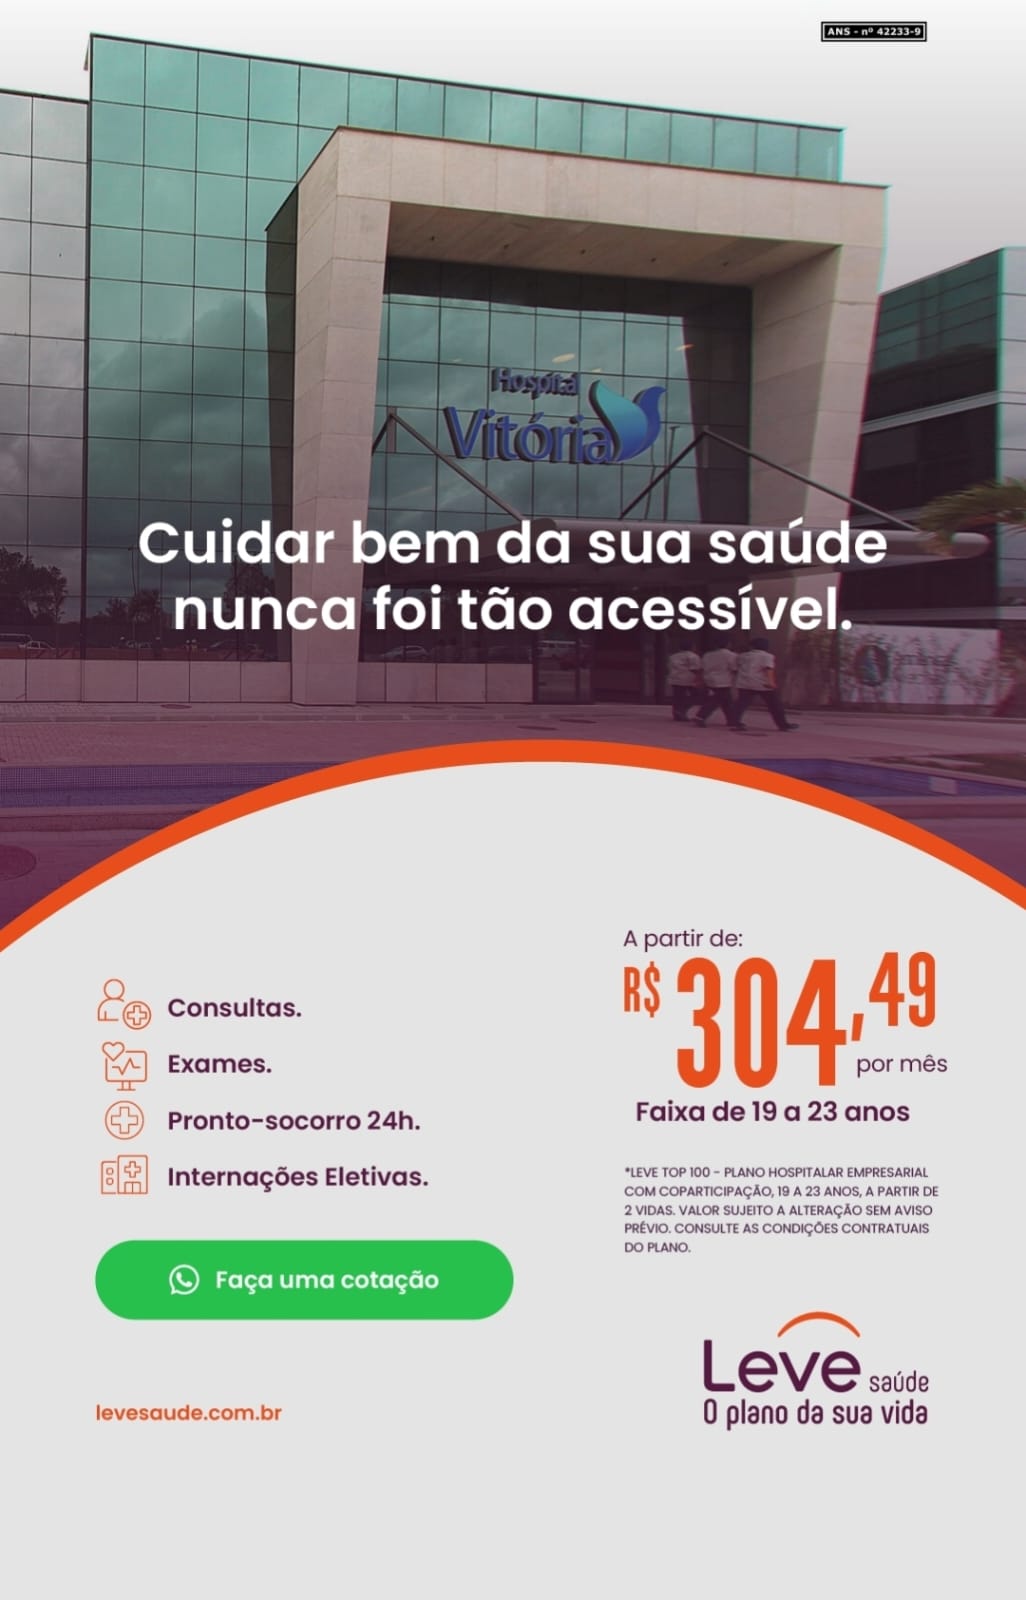 ANS - nº 42233-9
Hospital
Vitória
Cuidar bem da sua saúde
nunca foi tão acessível.
Consultas.
Exames.
Pronto-socorro 24h.
Internações Eletivas.
Faça uma cotação
levesaude.com.br
A partir de:
R$ 304,49
por mês
Faixa de 19 a 23 anos
*LEVE TOP 100 - PLANO HOSPITALAR EMPRESARIAL
COM COPARTICIPAÇÃO, 19 A 23 ANOS, A PARTIR DE
2 VIDAS. VALOR SUJEITO A ALTERAÇÃO SEM AVISO
PRÉVIO. CONSULTE AS CONDIÇÕES CONTRATUAIS
DO PLANO.
Leve saúde
O plano da sua vida